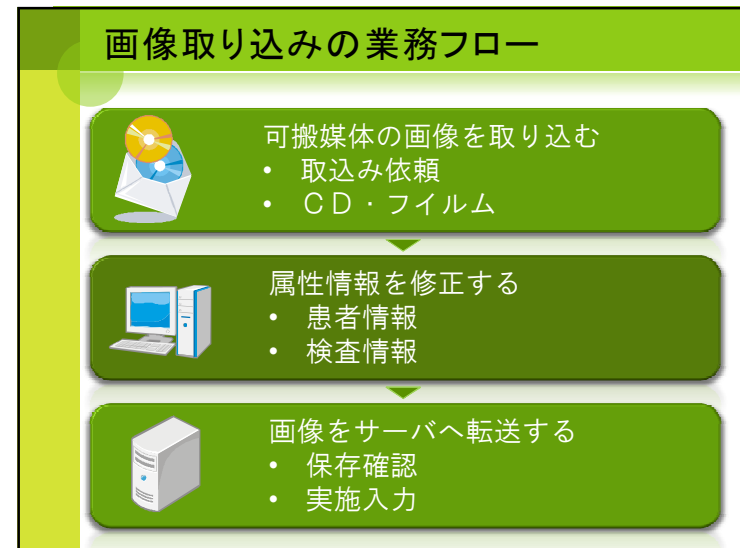 画像取り込みの業務フロー
可搬媒体の画像を取り込む
• 取込み依頼
• ＣＤ・フイルム
属性情報を修正する
• 患者情報
• 検査情報
画像をサーバへ転送する
• 保存確認
• 実施入力